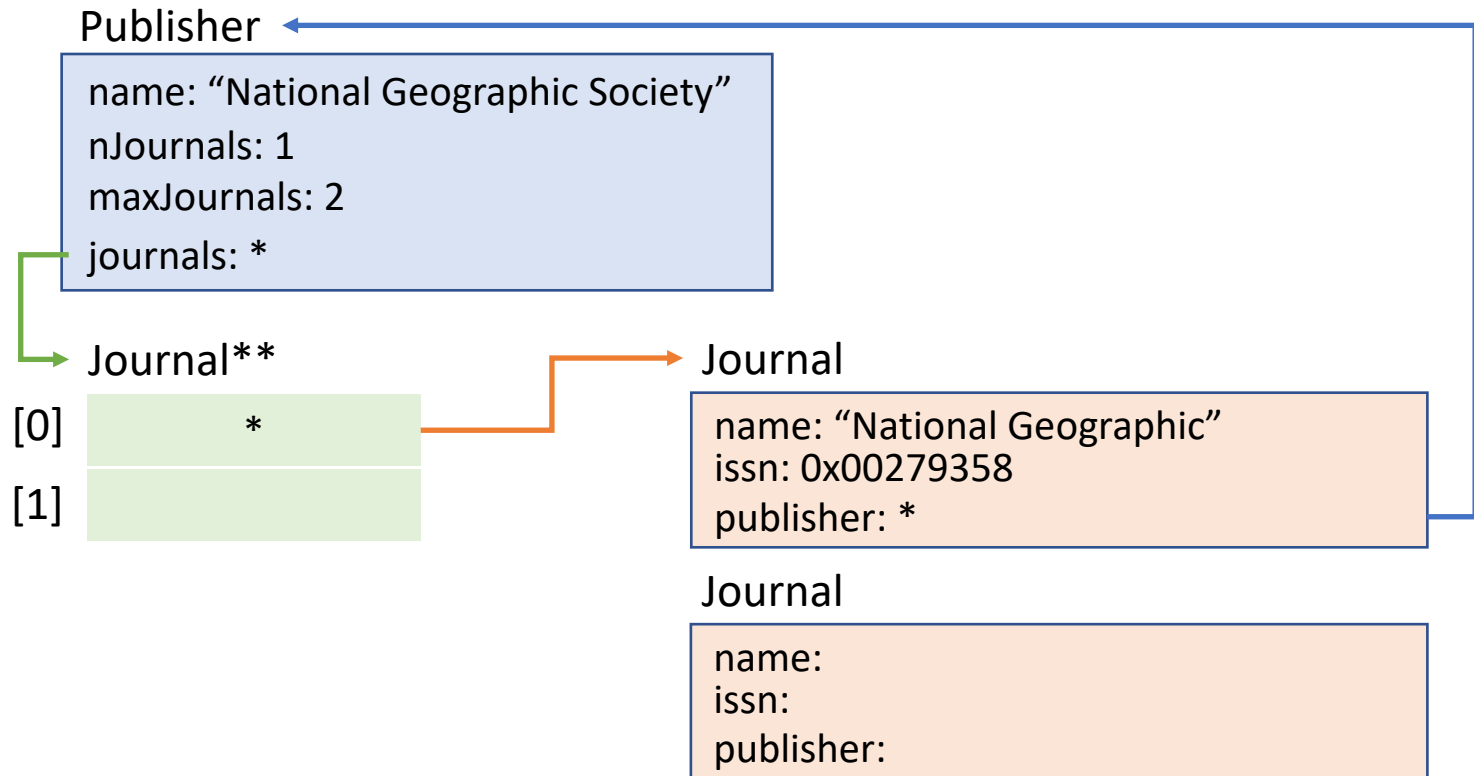 Publisher
name: “National Geographic Society”
nJournals: 1
maxJournals: 2
journals: *
Journal**
[0]
*
[1]
Journal
name: “National Geographic”
issn: 0x00279358
publisher: *
Journal
name:
issn:
publisher: